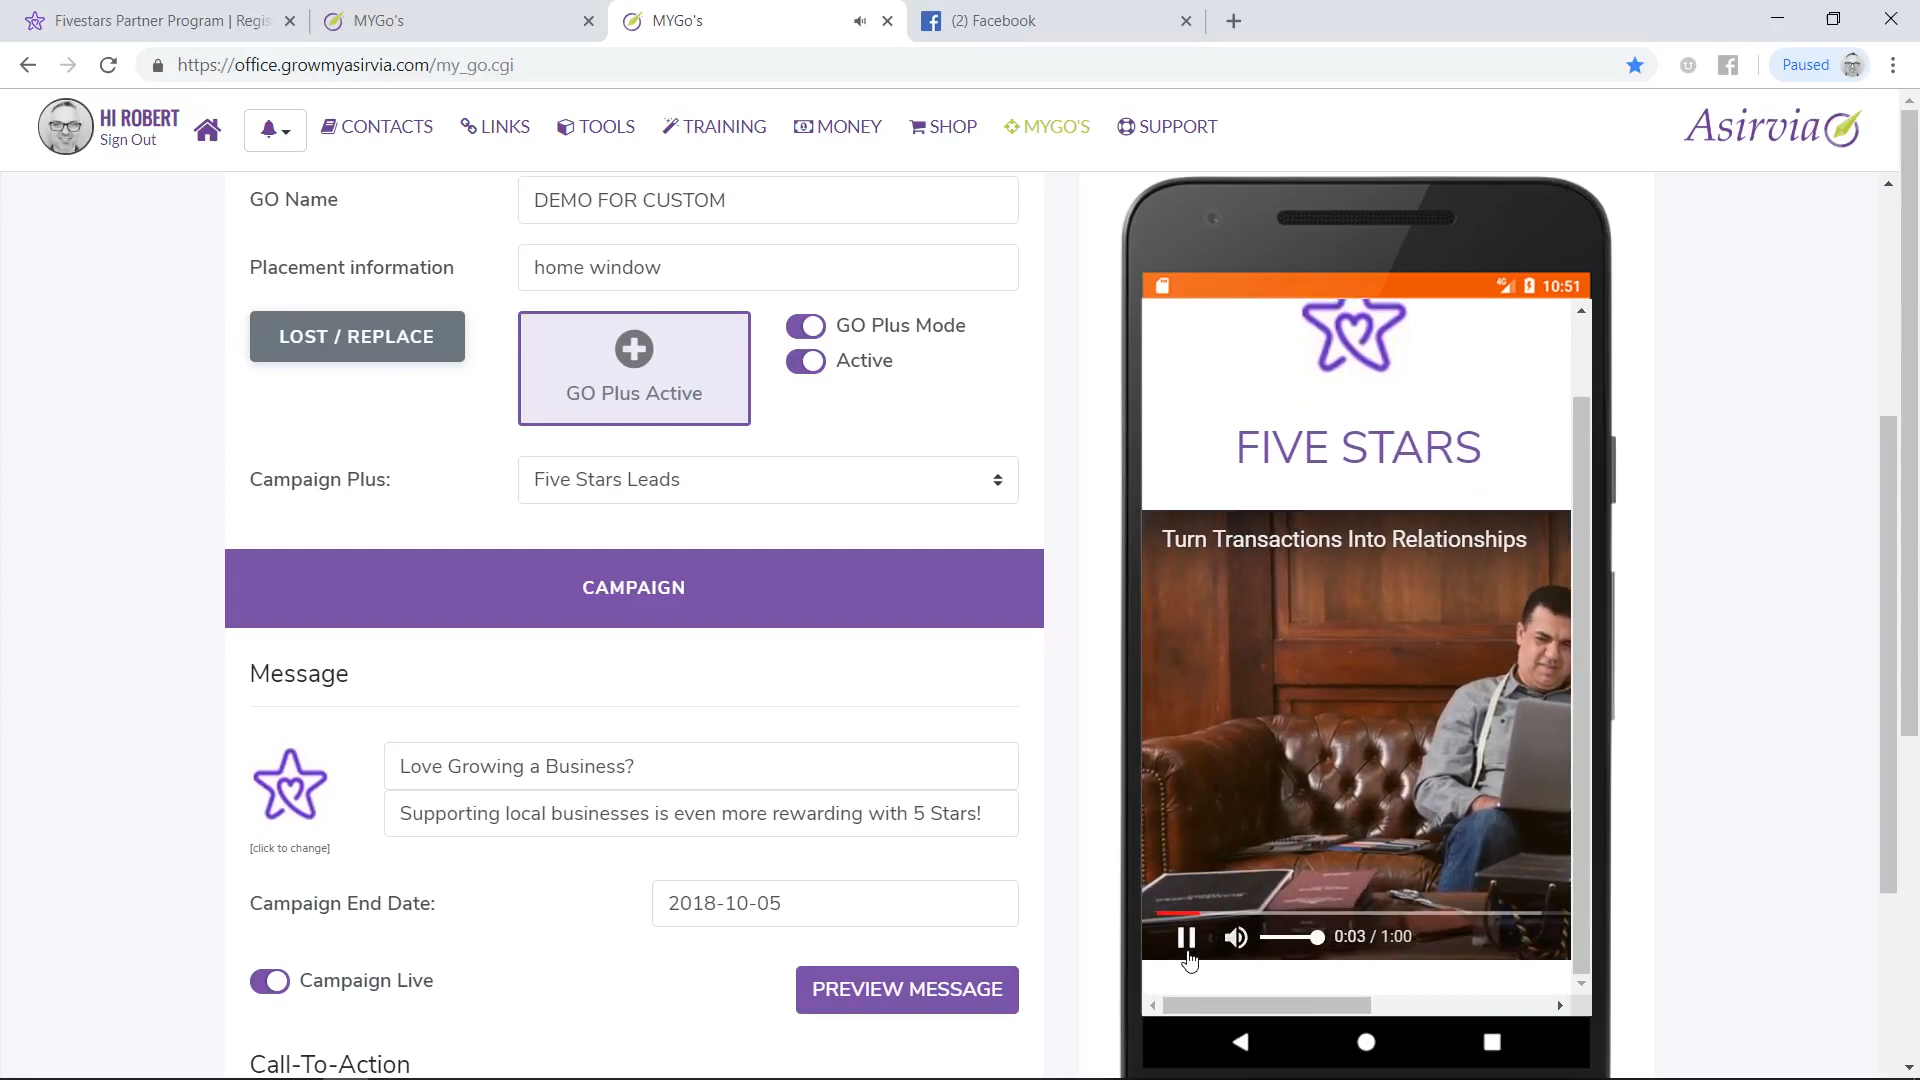 Fivestars Partner Program | Regis
MYGo's
MYGo's
(2) Facebook
https://office.growmyasirvia.com/my_go.cgi
Paused
HI ROBERT
Sign Out
CONTACTS
LINKS
TOOLS
TRAINING
MONEY
SHOP
MYGO'S
SUPPORT
Asirvia
GO Name
DEMO FOR CUSTOM
Placement information
home window
LOST / REPLACE
GO Plus Active
GO Plus Mode
Active
Campaign Plus:
Five Stars Leads
CAMPAIGN
Message
Love Growing a Business?
Supporting local businesses is even more rewarding with 5 Stars!
[click to change]
Campaign End Date:
2018-10-05
Campaign Live
PREVIEW MESSAGE
Call-To-Action
4G
10:51
FIVE STARS
Turn Transactions Into Relationships
0:03 / 1:00